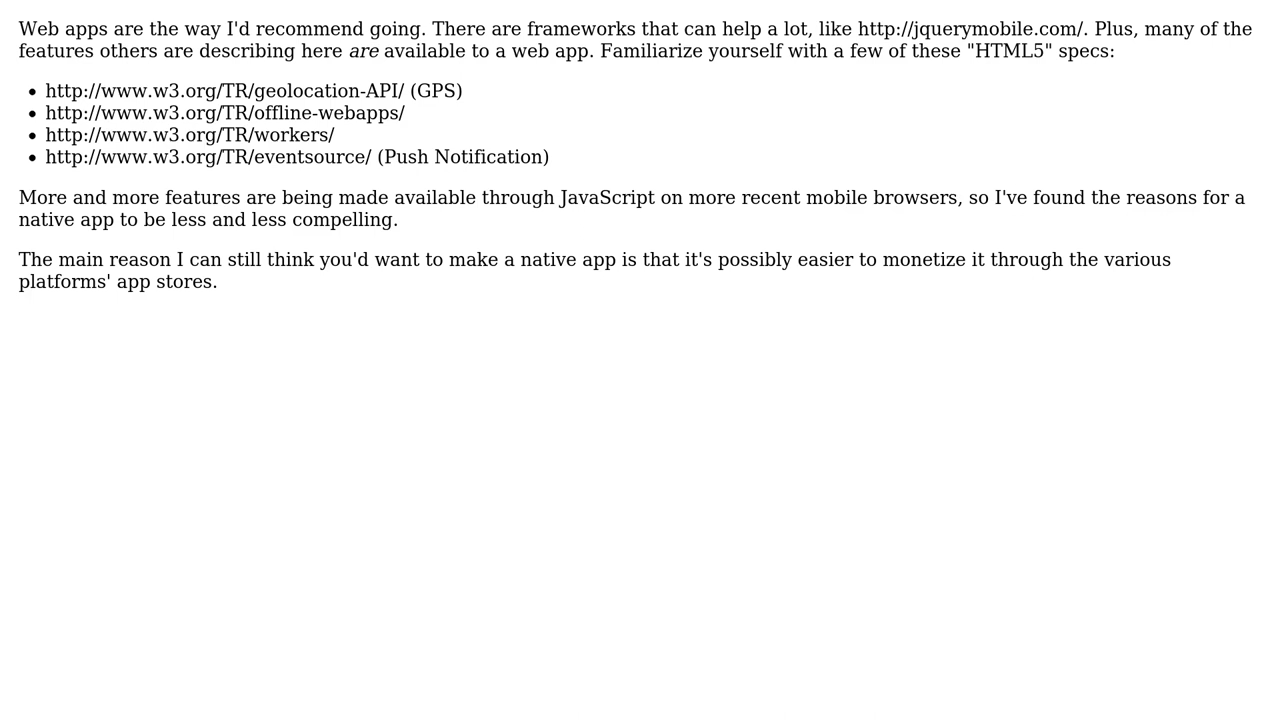 Web apps are the way I'd recommend going. There are frameworks that can help a lot, like http://jquerymobile.com/. Plus, many of the
features others are describing here are available to a web app. Familiarize yourself with a few of these "HTML5" specs:
• http://www.w3.org/TR/geolocation-API/ (GPS)
• http://www.w3.org/TR/offline-webapps/
• http://www.w3.org/TR/workers/
• http://www.w3.org/TR/eventsource/ (Push Notification)
More and more features are being made available through JavaScript on more recent mobile browsers, so I've found the reasons for a
native app to be less and less compelling.
The main reason I can still think you'd want to make a native app is that it's possibly easier to monetize it through the various
platforms' app stores.